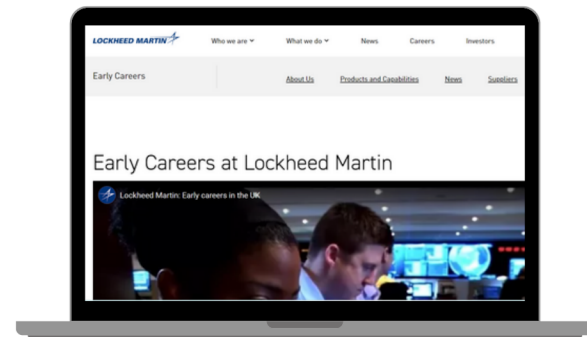 LOCKHEED MARTIN Who we are What we do News Careers Investors
Early Careers About Us Products and Capabilities News Suppliers
Early Careers at Lockheed Martin
Lockheed Martin: Early careers in the UK